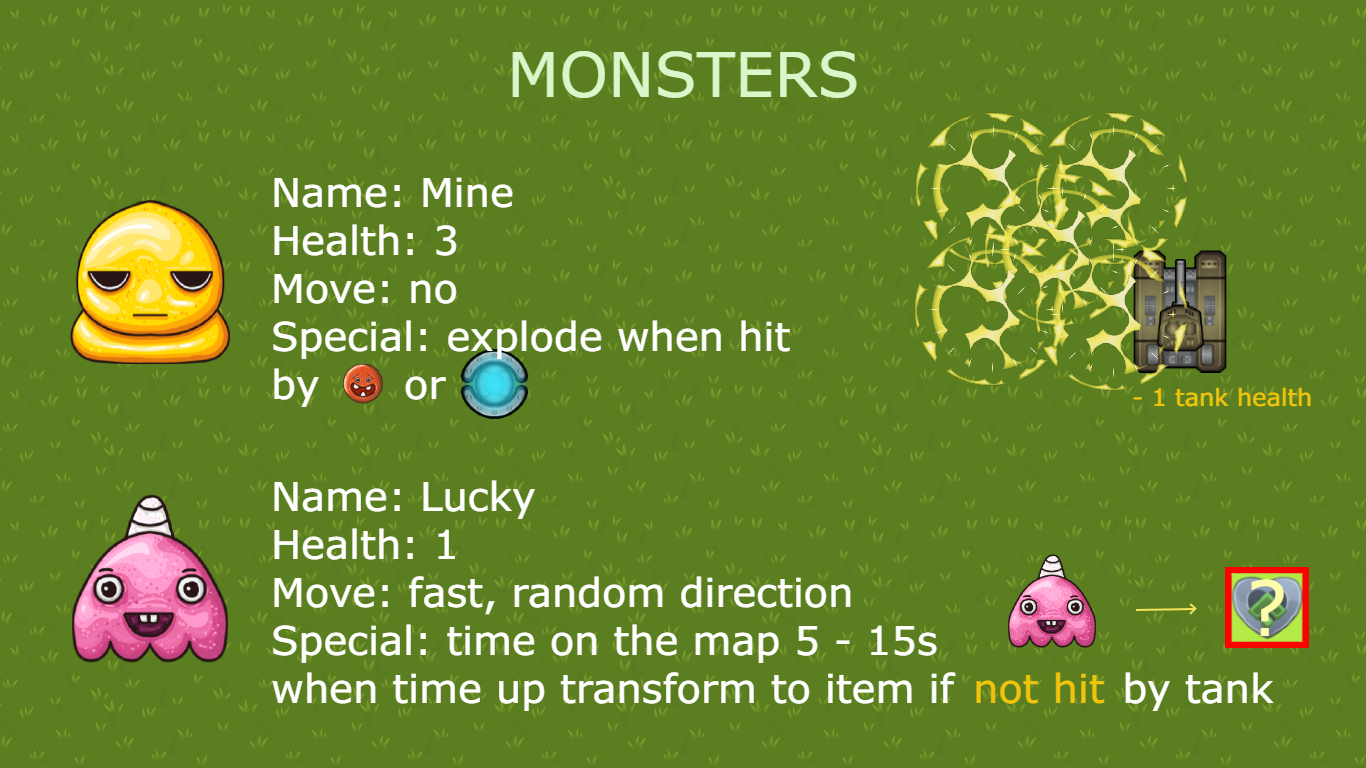 MONSTERS
Name: Mine
Health: 3
Move: no
Special: explode when hit
by or
- 1 tank health
Name: Lucky
Health: 1
Move: fast, random direction
Special: time on the map 5 - 15s
when time up transform to item if not hit by tank
?